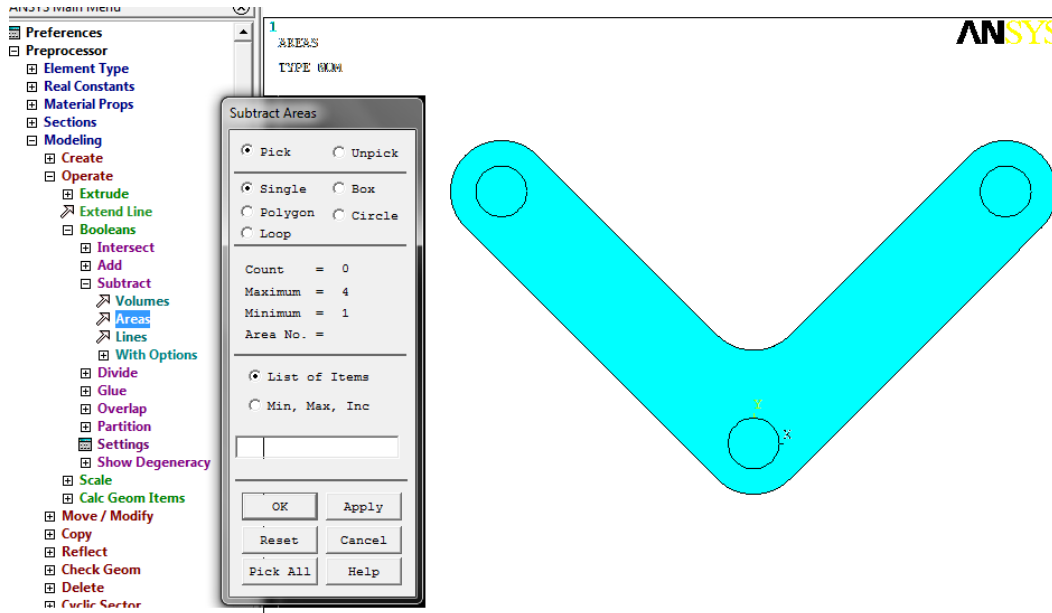 ANSYS Main Menu
Preferences
Preprocessor
Element Type
Real Constants
Material Props
Sections
Modeling
Create
Operate
Extrude
Extend Line
Booleans
Intersect
Add
Subtract
Volumes
Areas
Lines
With Options
Divide
Glue
Overlap
Partition
Settings
Show Degeneracy
Scale
Calc Geom Items
Move / Modify
Copy
Reflect
Check Geom
Delete
Cyclic Sector
Subtract Areas
Pick Unpick
Single Box
Polygon Circle
Loop
Count = 0
Maximum = 4
Minimum = 1
Area No. =
List of Items
Min, Max, Inc
OK Apply
Reset Cancel
Pick All Help
1
AREAS
TYPE NUM
ANSYS
Y
X